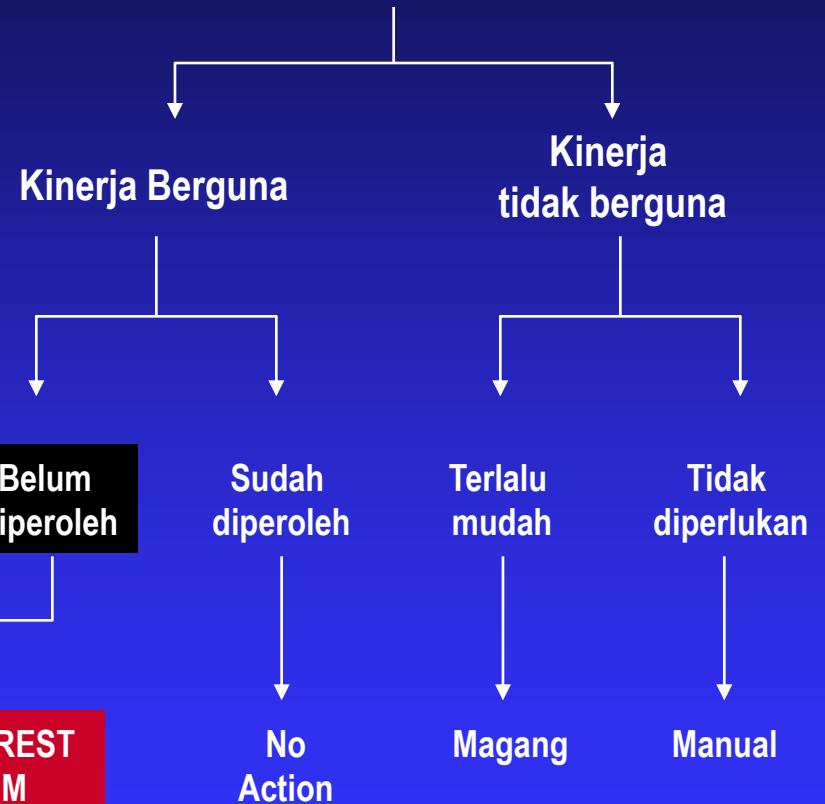 Kinerja Berguna
Kinerja
tidak berguna
Belum
iperoleh
Sudah
diperoleh
Terlalu
mudah
Tidak
diperlukan
REST
M
No
Action
Magang
Manual